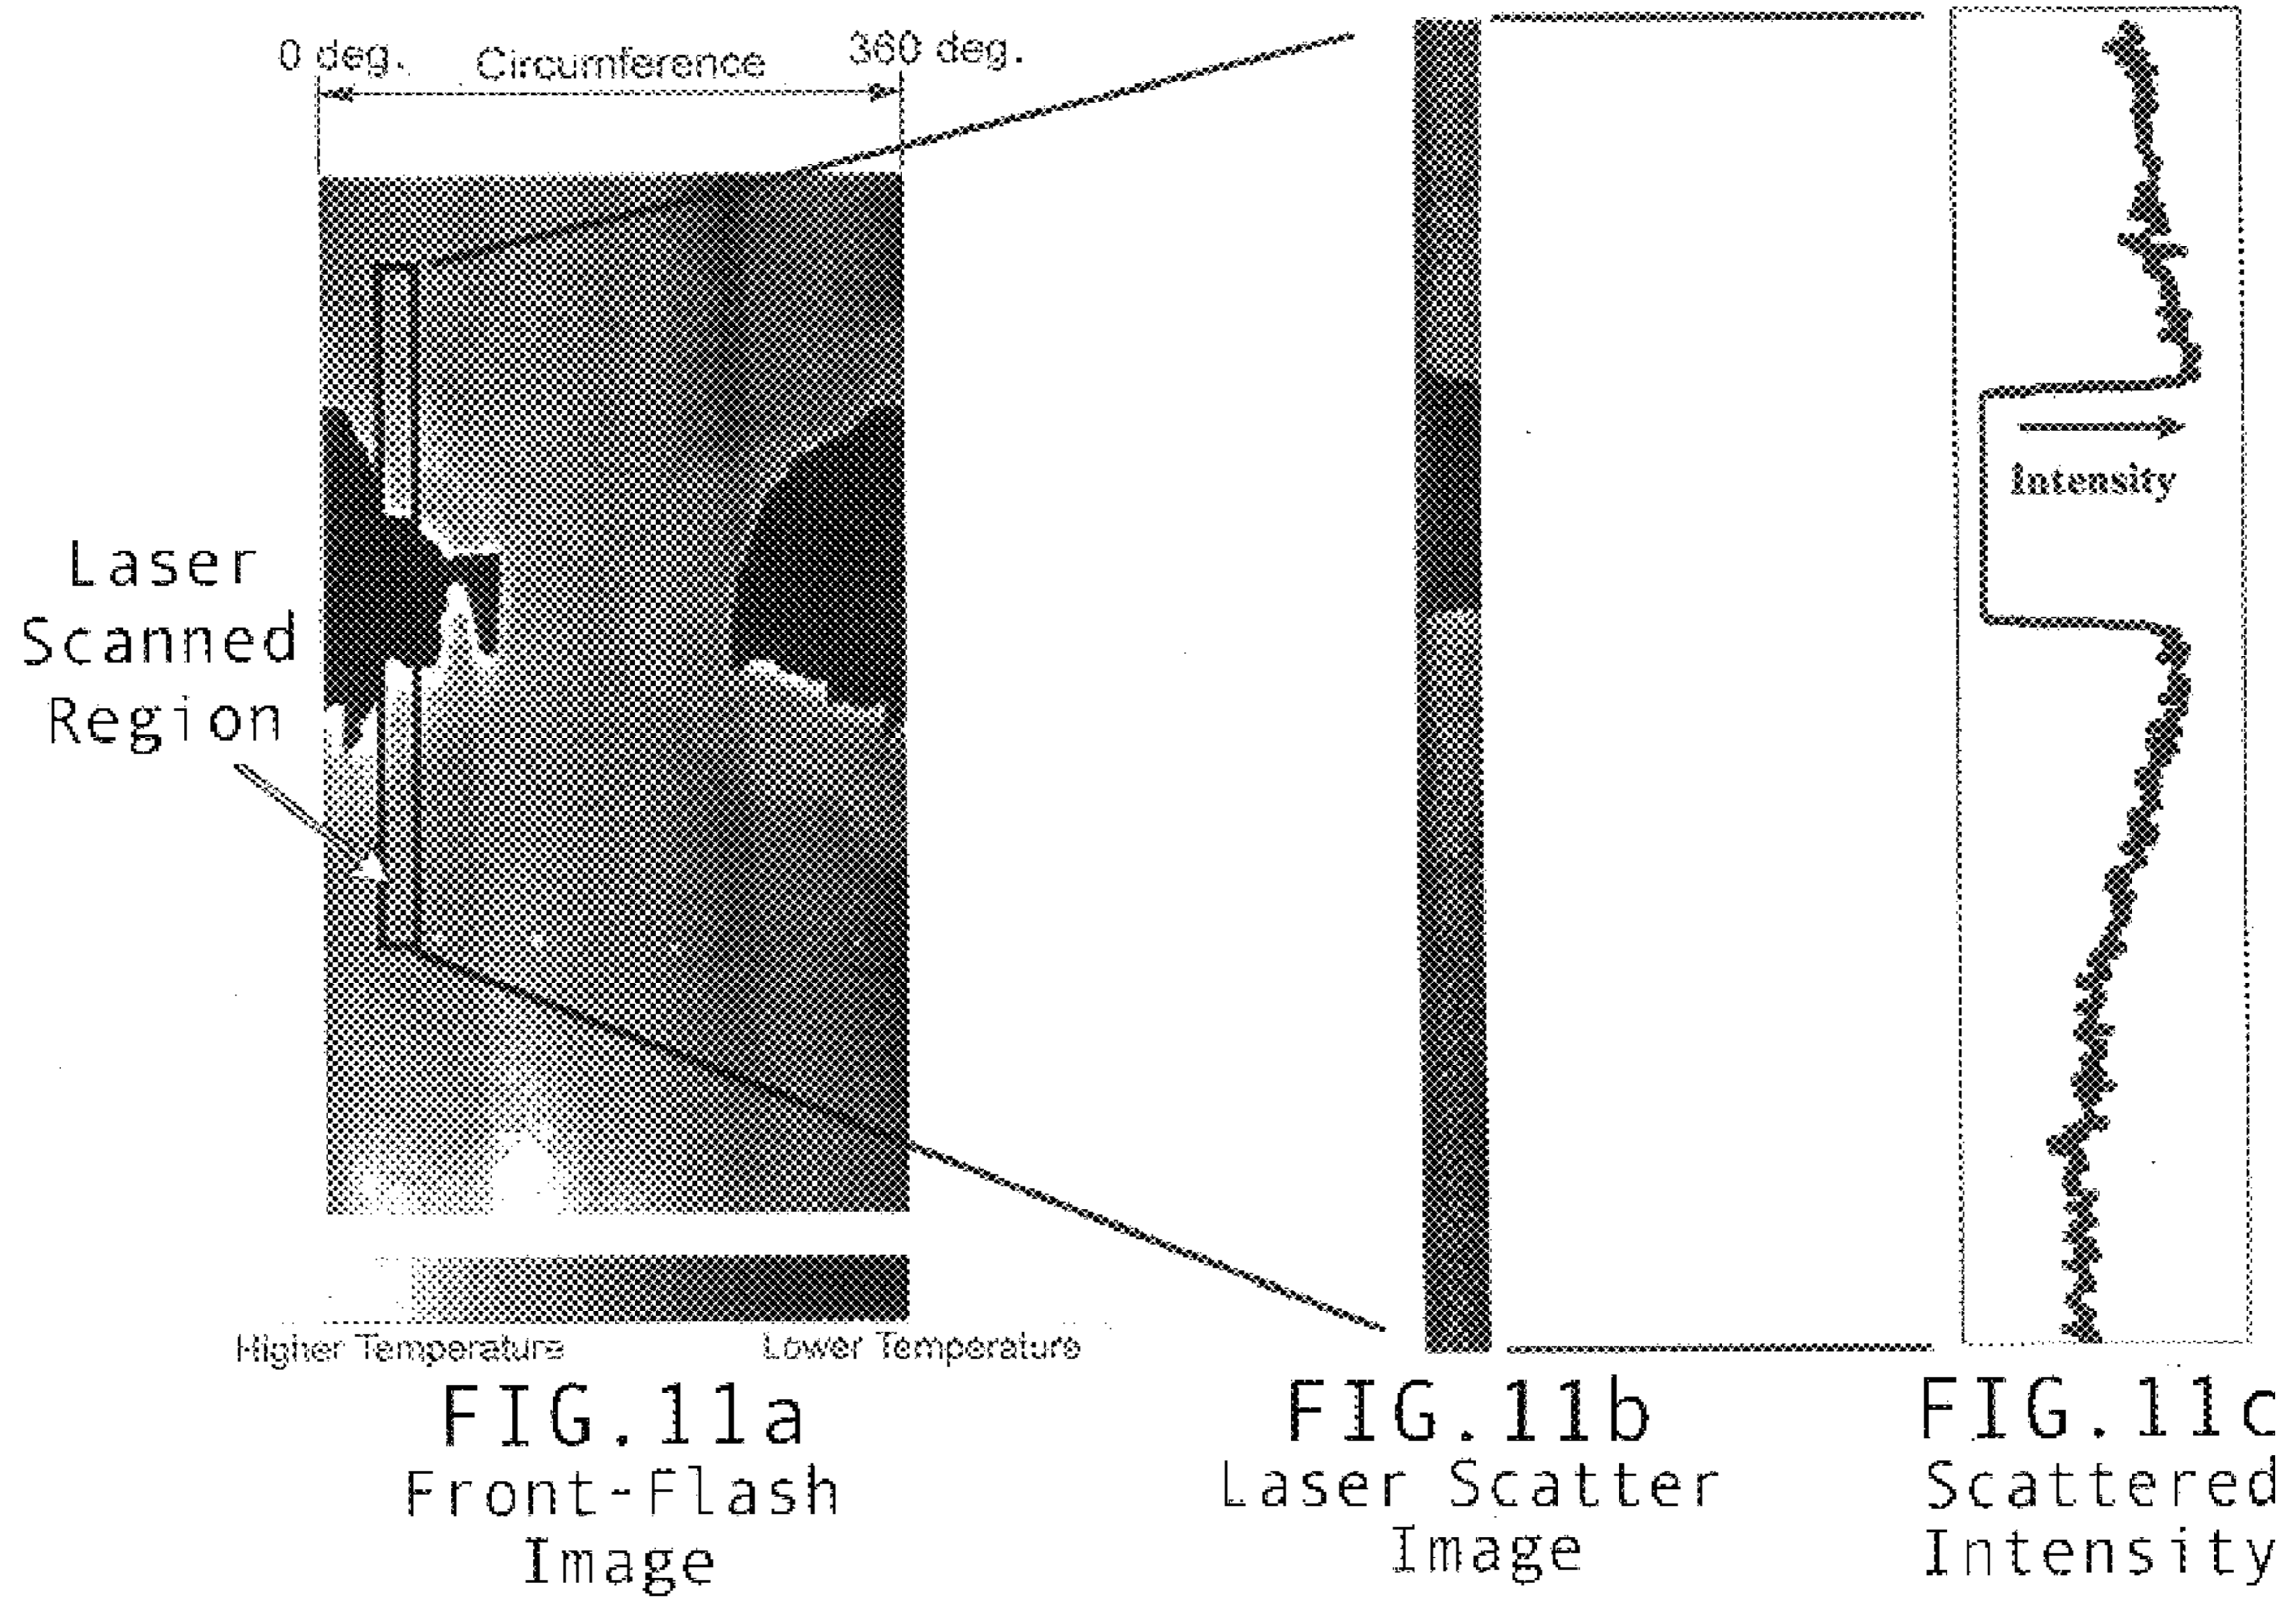 0 deg.
Circumference
360 deg.
Laser
Scanned
Region
Intensity
Higher Temperature
Lower Temperature
FIG.11a
Front-Flash
Image
FIG.11b
Laser Scatter
Image
FIG.11c
Scattered
Intensity